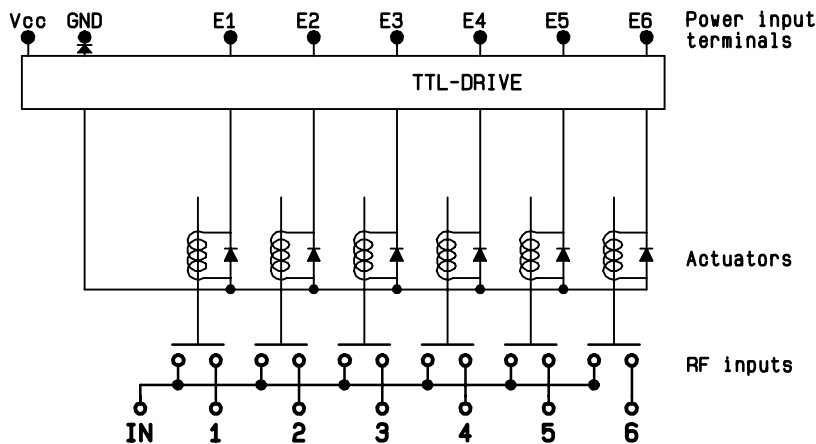 Vcc GND E1 E2 E3 E4 E5 E6 Power input
terminals
TTL-DRIVE
Actuators
RF inputs
IN 1 2 3 4 5 6